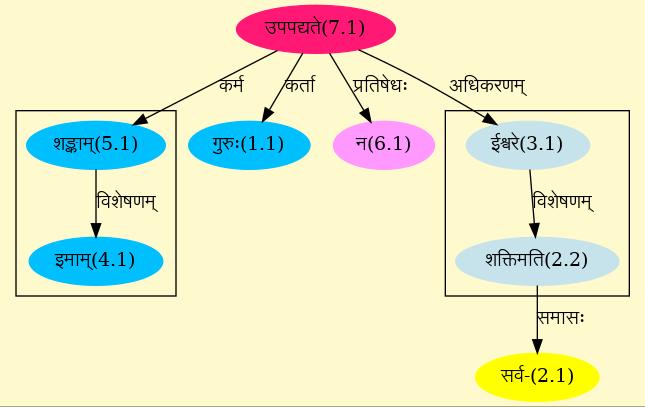 उपपद्यते(7.1)
कर्म कर्ता प्रतिषेधः अधिकरणम्
शङ्काम्(5.1) गुरुः(1.1) न(6.1) ईश्वरे(3.1)
विशेषणम् विशेषणम्
इमाम्(4.1) शक्तिमति(2.2)
समासः
सर्व-(2.1)